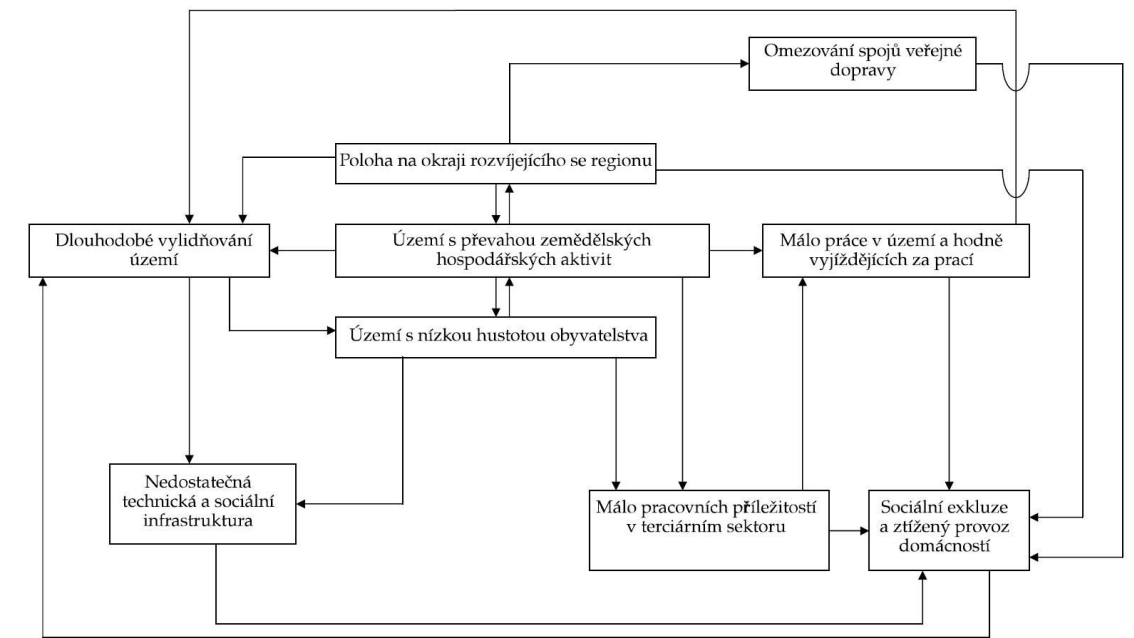 Omezování spojů veřejné
dopravy
Poloha na okraji rozvíjejícího se regionu
Dlouhodobé vylidňování
území
Území s převahou zemědělských
hospodářských aktivit
Málo práce v území a hodně
vyjíždějících za prací
Území s nízkou hustotou obyvatelstva
Nedostatečná
technická a sociální
infrastruktura
Málo pracovních příležitostí
v terciárním sektoru
Sociální exkluze
a ztížený provoz
domácností